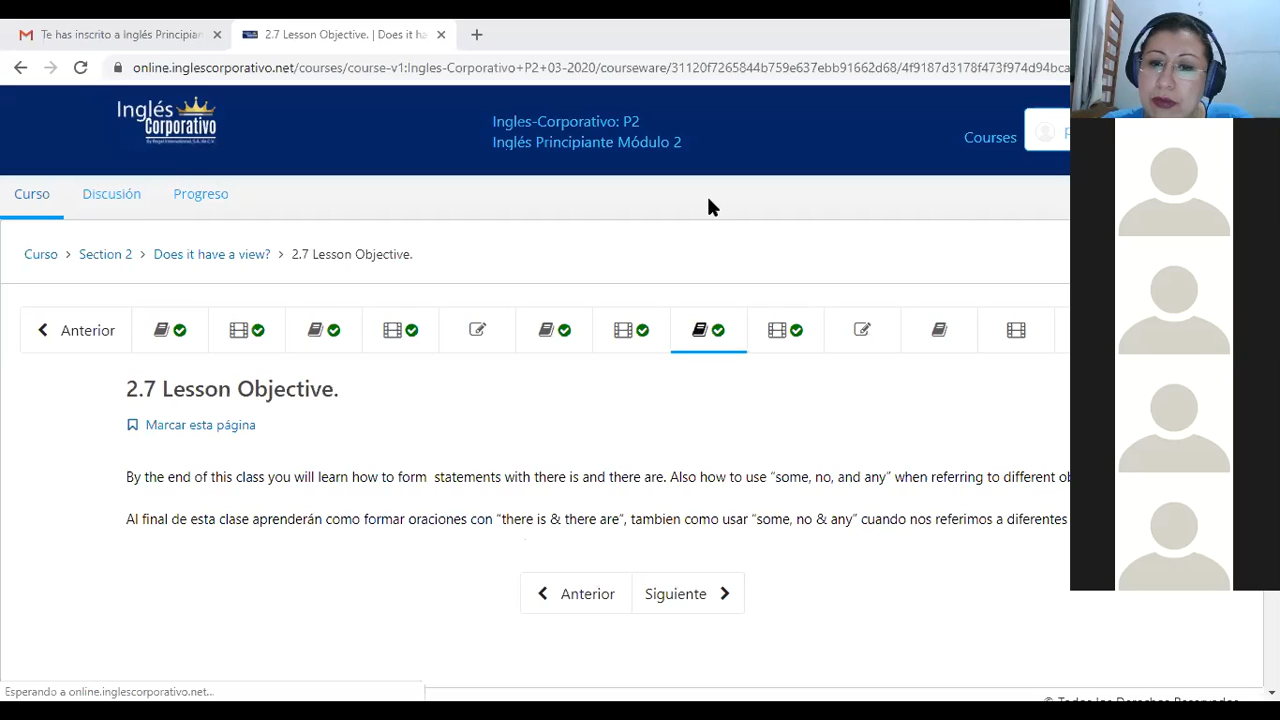 Te has inscrito a Inglés Principian
2.7 Lesson Objective. | Does it ha
online.inglescorporativo.net/courses/course-v1:Ingles-Corporativo+P2+03-2020/courseware/31120f7265844b759e637ebb91662d68/4f9187d3178f473f974d94bca
Inglés
Corporativo
Ingles-Corporativo: P2
Inglés Principiante Módulo 2
Courses
Curso Discusión Progreso
Curso > Section 2 > Does it have a view? > 2.7 Lesson Objective.
Anterior
2.7 Lesson Objective.
Marcar esta página
By the end of this class you will learn how to form statements with there is and there are. Also how to use “some, no, and any” when referring to different ob
Al final de esta clase aprenderán como formar oraciones con “there is & there are”, tambien como usar “some, no & any” cuando nos referimos a diferentes
Anterior Siguiente
Esperando a online.inglescorporativo.net...